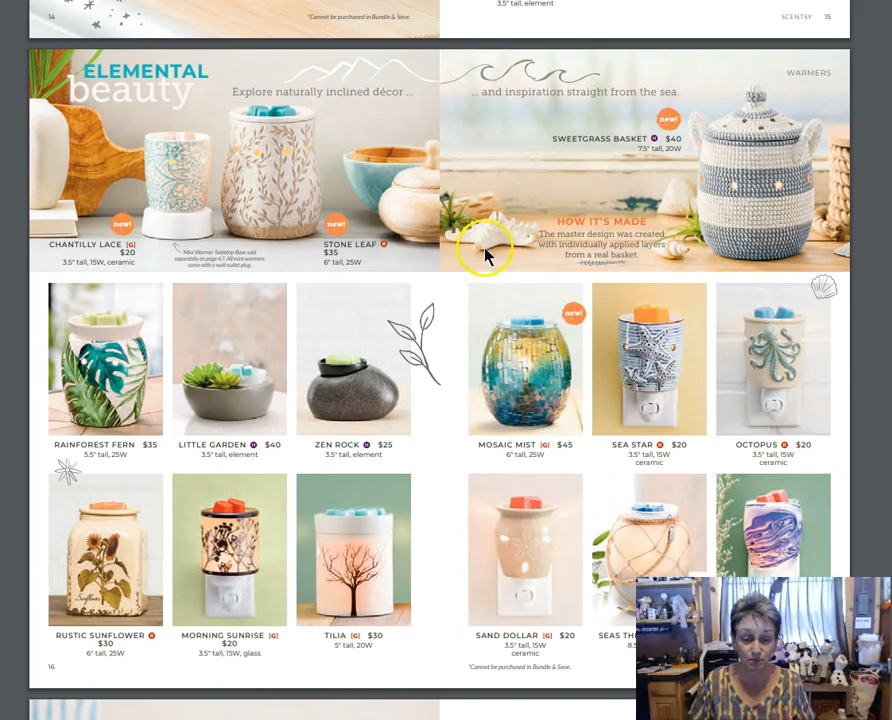 14
*Cannot be purchased in Bundle & Save.
3.5" tall, element
SCENTSY 15
ELEMENTAL
beauty
Explore naturally inclined décor ...
... and inspiration straight from the sea.
WARMERS
new!
SWEETGRASS BASKET H $40
7.5" tall, 20W
new!
CHANTILLY LACE [G]
$20
3.5" tall, 15W, ceramic
Mini Warmer Tabletop Base sold
separately on page 67. All mini warmers
come with a wall outlet plug.
new!
STONE LEAF R
$35
6" tall, 25W
HOW IT'S MADE
The master design was created
with individually applied layers
from a real basket.
RAINFOREST FERN $35
5.5" tall, 25W
LITTLE GARDEN H $40
3.5" tall, element
ZEN ROCK H $25
3.5" tall, element
new!
MOSAIC MIST [G] $45
6" tall, 25W
SEA STAR R $20
3.5" tall, 15W
ceramic
OCTOPUS R $20
3.5" tall, 15W
ceramic
Sunflower
RUSTIC SUNFLOWER R
$30
6" tall, 25W
MORNING SUNRISE [G]
$20
3.5" tall, 15W, glass
TILIA [G] $30
5" tall, 20W
SAND DOLLAR [G] $20
3.5" tall, 15W
ceramic
SEAS TH
8.5
16
*Cannot be purchased in Bundle & Save.